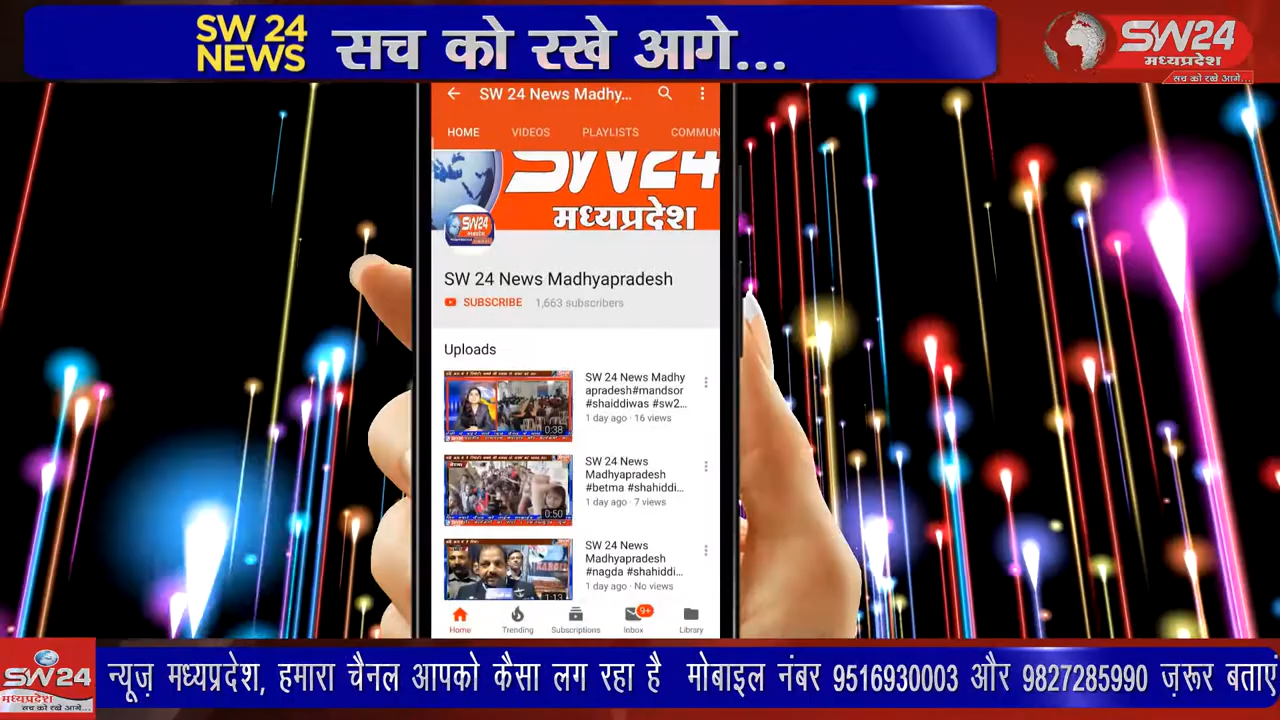 SW 24
NEWS
सच को रखे आगे...
SW24
मध्यप्रदेश
सच को रखे आगे...
SW 24 News Madhy...
HOME VIDEOS PLAYLISTS COMMUN
SW24
मध्यप्रदेश
SW24
SW 24 News Madhyapradesh
SUBSCRIBE 1,663 subscribers
Uploads
SW 24 News Madhy
apradesh#mandsor
#shaiddiwas #sw2...
1 day ago · 16 views
0:38
SW 24 News
Madhyapradesh
#betma #shahiddi...
1 day ago · 7 views
0:50
SW 24 News
Madhyapradesh
#nagda #shahiddi...
1 day ago · No views
1:13
9+
Home Trending Subscriptions Inbox Library
SW24
मध्यप्रदेश
सच को रखे आगे...
न्यूज़ मध्यप्रदेश, हमारा चैनल आपको कैसा लग रहा है मोबाइल नंबर 9516930003 और 9827285990 ज़रूर बताएं